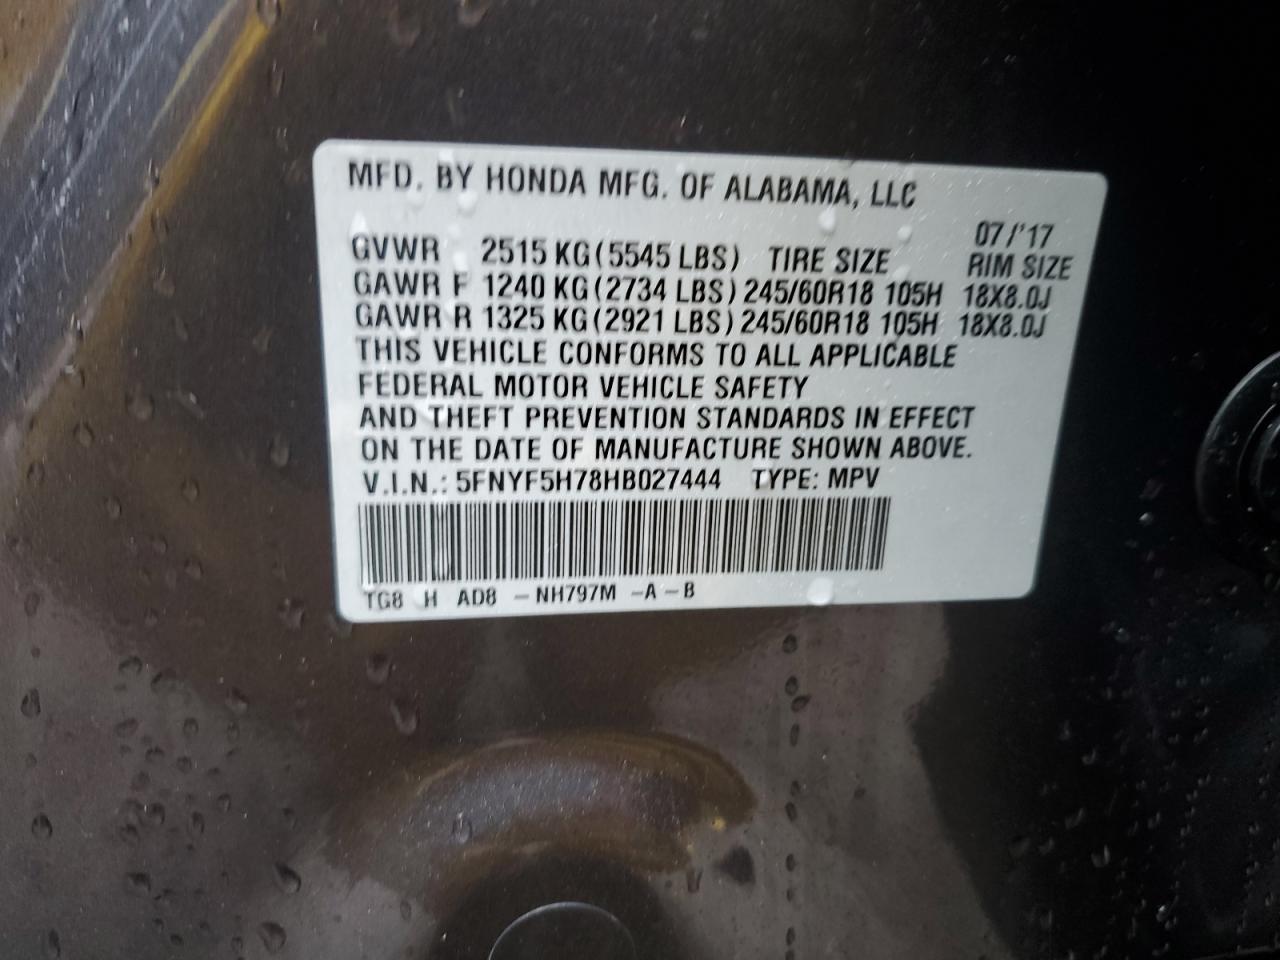 MFD. BY HONDA MFG. OF ALABAMA, LLC
07/'17
GVWR 2515 KG (5545 LBS) TIRE SIZE RIM SIZE
GAWR F 1240 KG (2734 LBS) 245/60R18 105H 18X8.0J
GAWR R 1325 KG (2921 LBS) 245/60R18 105H 18X8.0J
THIS VEHICLE CONFORMS TO ALL APPLICABLE
FEDERAL MOTOR VEHICLE SAFETY
AND THEFT PREVENTION STANDARDS IN EFFECT
ON THE DATE OF MANUFACTURE SHOWN ABOVE.
V.I.N.: 5FNYF5H78HB027444 TYPE: MPV
TG8 H AD8 – NH797M –A – B